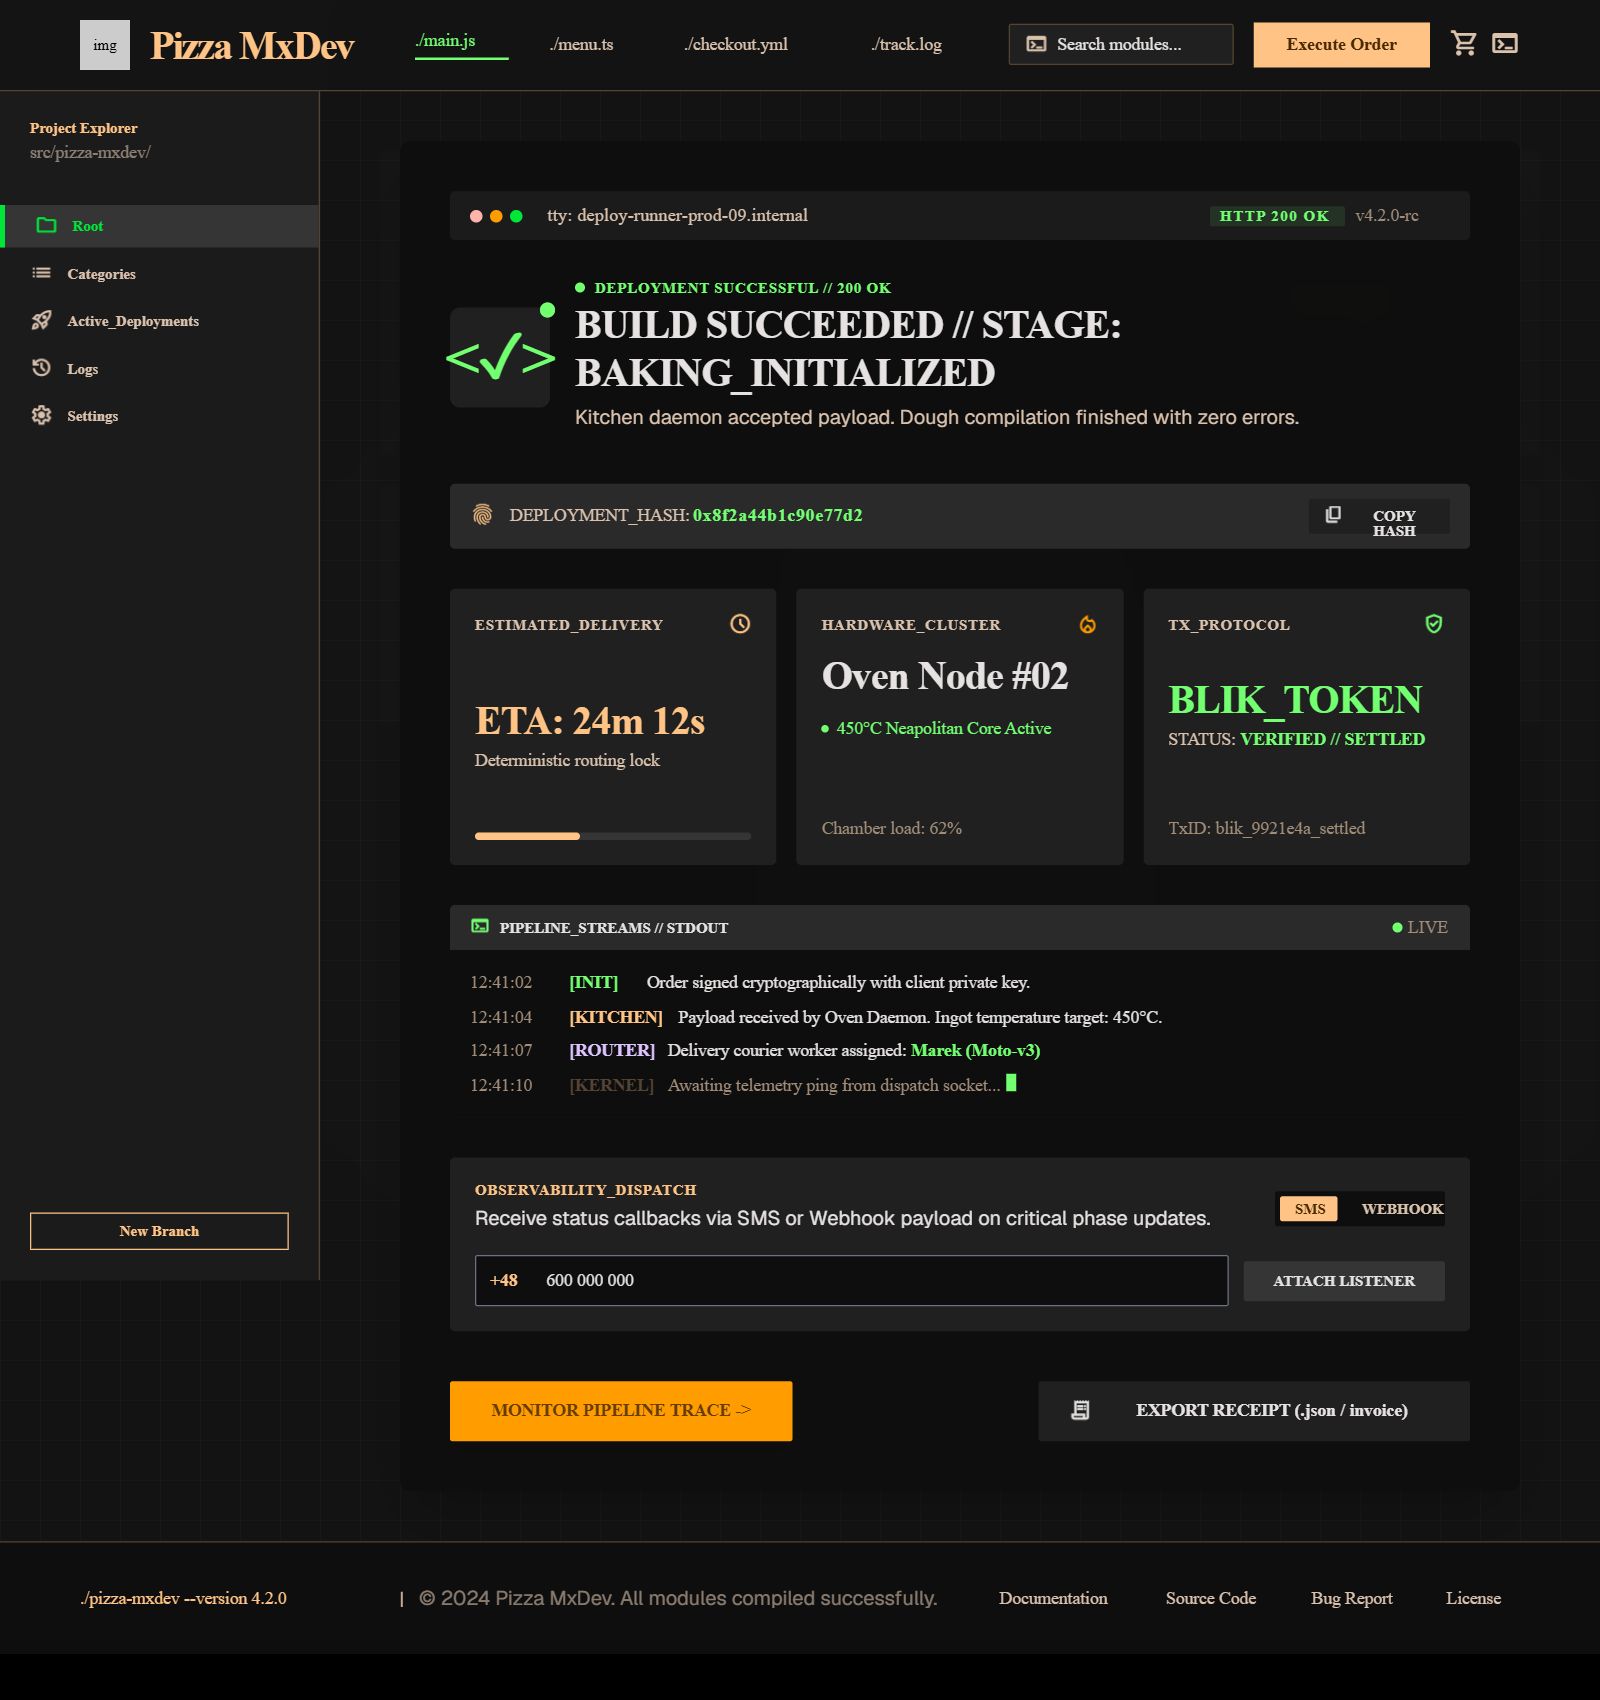 img
Pizza MxDev
./main.js
./menu.ts
./checkout.yml
./track.log
Search modules...
Execute Order
Project Explorer
src/pizza-mxdev/
Root
Categories
Active_Deployments
Logs
Settings
New Branch
tty: deploy-runner-prod-09.internal
HTTP 200 OK
v4.2.0-rc
DEPLOYMENT SUCCESSFUL // 200 OK
<✓>
BUILD SUCCEEDED // STAGE:
BAKING_INITIALIZED
Kitchen daemon accepted payload. Dough compilation finished with zero errors.
DEPLOYMENT_HASH: 0x8f2a44b1c90e77d2
COPY
HASH
ESTIMATED_DELIVERY
ETA: 24m 12s
Deterministic routing lock
HARDWARE_CLUSTER
Oven Node #02
450°C Neapolitan Core Active
Chamber load: 62%
TX_PROTOCOL
BLIK_TOKEN
STATUS: VERIFIED // SETTLED
TxID: blik_9921e4a_settled
PIPELINE_STREAMS // STDOUT
LIVE
12:41:02 [INIT] Order signed cryptographically with client private key.
12:41:04 [KITCHEN] Payload received by Oven Daemon. Ingot temperature target: 450°C.
12:41:07 [ROUTER] Delivery courier worker assigned: Marek (Moto-v3)
12:41:10 [KERNEL] Awaiting telemetry ping from dispatch socket...
OBSERVABILITY_DISPATCH
Receive status callbacks via SMS or Webhook payload on critical phase updates.
SMS
WEBHOOK
+48
600 000 000
ATTACH LISTENER
MONITOR PIPELINE TRACE ->
EXPORT RECEIPT (.json / invoice)
./pizza-mxdev --version 4.2.0
| © 2024 Pizza MxDev. All modules compiled successfully.
Documentation
Source Code
Bug Report
License